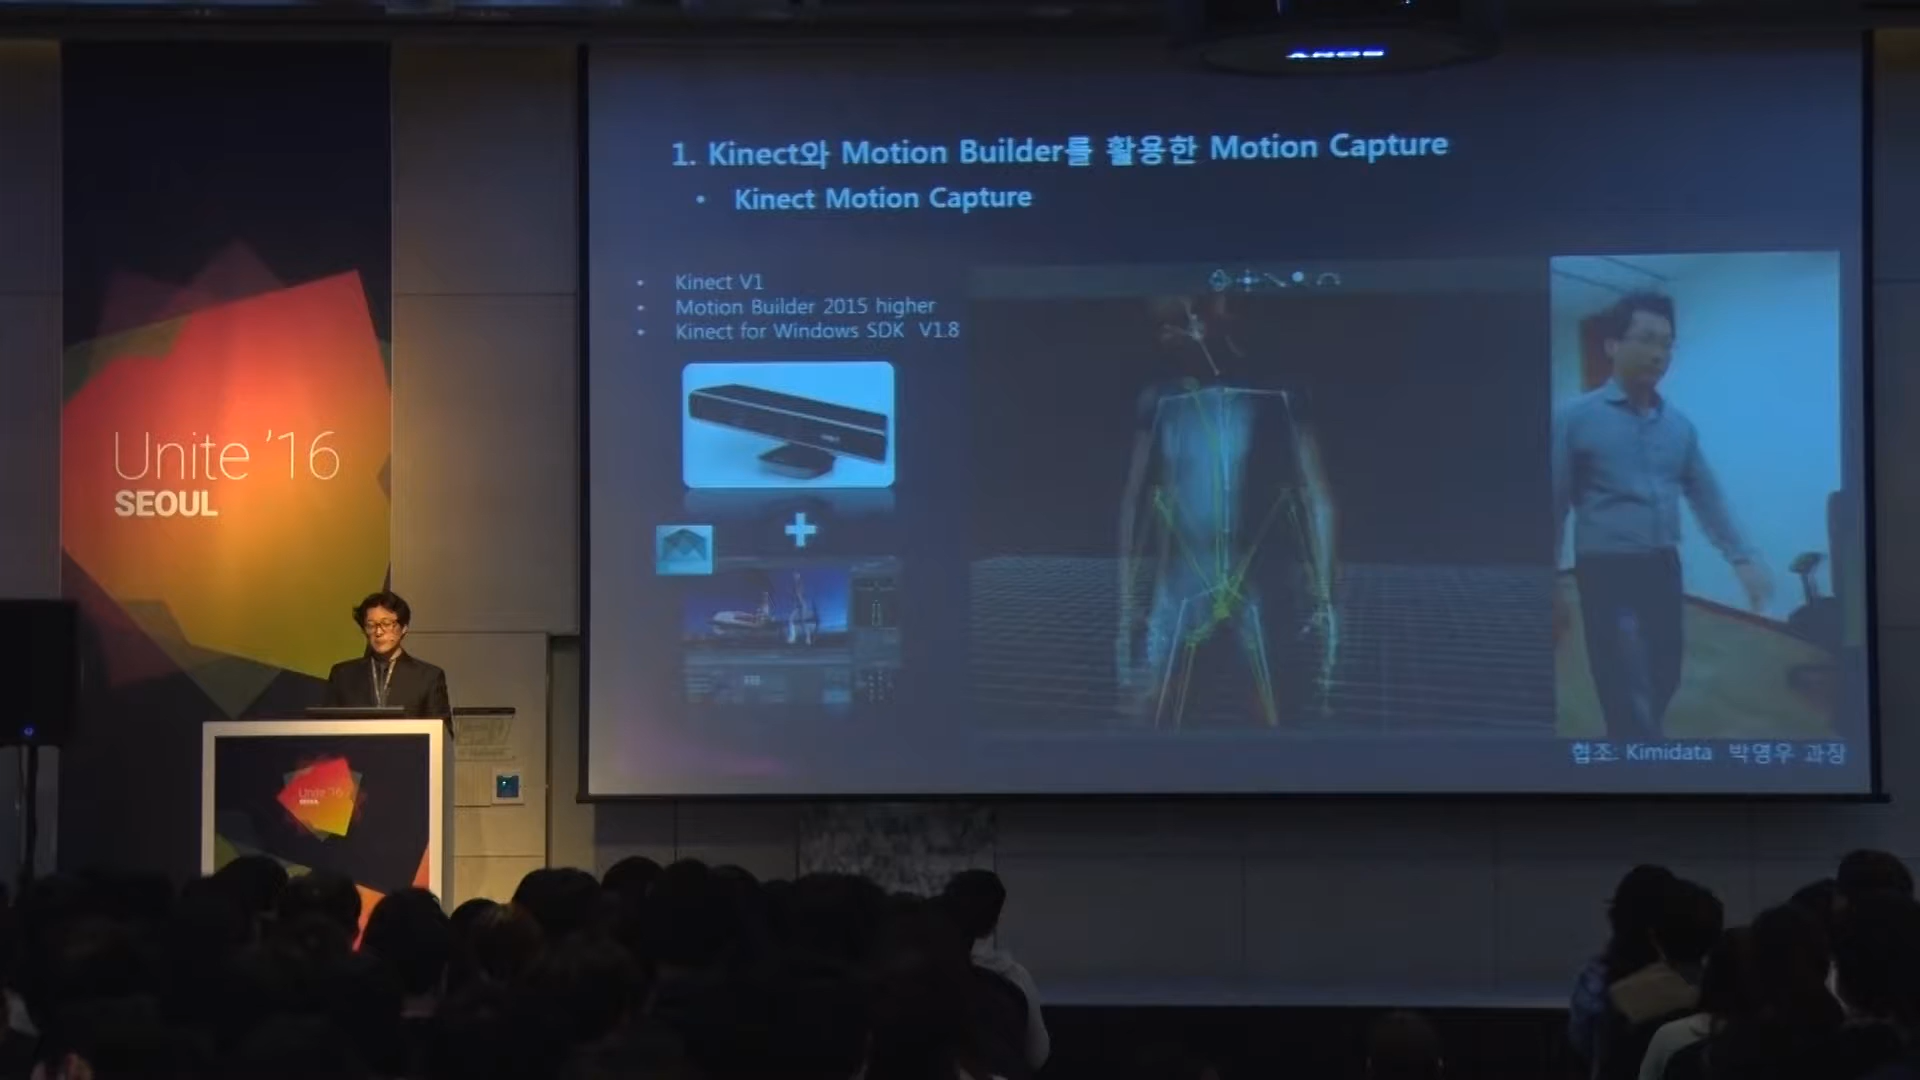 Unite '16
SEOUL
1. Kinect와 Motion Builder를 활용한 Motion Capture
• Kinect Motion Capture
• Kinect V1
• Motion Builder 2015 higher
• Kinect for Windows SDK V1.8
협조: Kimidata 박영우 과장
Unite '16
SEOUL